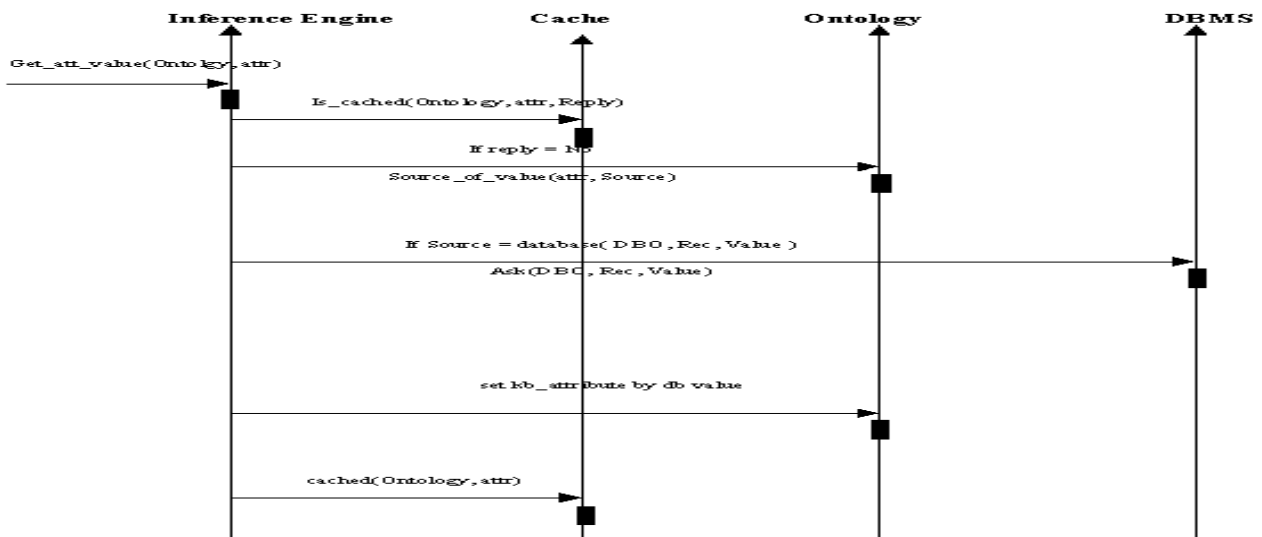 Inference Engine Cache Ontology DBMS
Get_att_value(Ontolgy,attr)
Is_cached(Ontology,attr,Reply)
If reply = No
Source_of_value(attr,Source)
If Source = database( DBO,Rec,Value )
Ask(DBO,Rec,Value)
set kb_attribute by db value
cached(Ontology,attr)